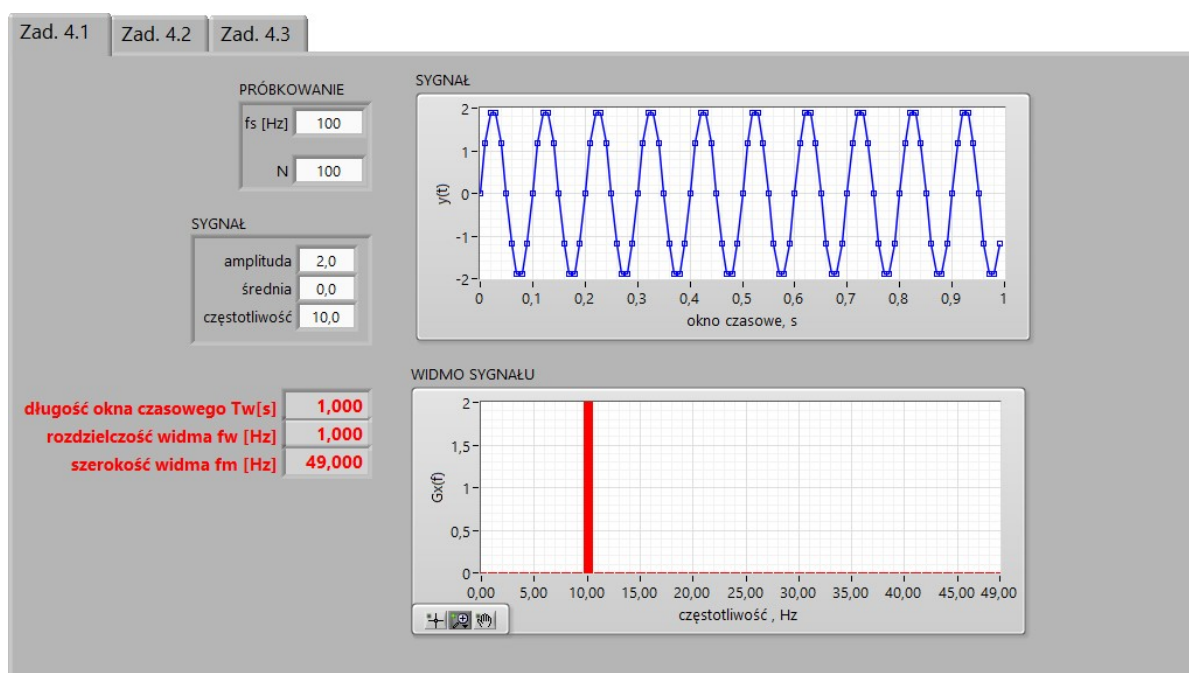 Zad. 4.1 Zad. 4.2 Zad. 4.3
PRÓBKOWANIE
fs [Hz] 100
N 100
SYGNAŁ
amplituda 2,0
średnia 0,0
częstotliwość 10,0
długość okna czasowego Tw[s] 1,000
rozdzielczość widma fw [Hz] 1,000
szerokość widma fm [Hz] 49,000
SYGNAŁ
y(t)
2
1
0
-1
-2
0 0,1 0,2 0,3 0,4 0,5 0,6 0,7 0,8 0,9 1
okno czasowe, s
WIDMO SYGNAŁU
Gx(f)
2
1,5
1
0,5
0
0,00 5,00 10,00 15,00 20,00 25,00 30,00 35,00 40,00 45,00 49,00
częstotliwość , Hz